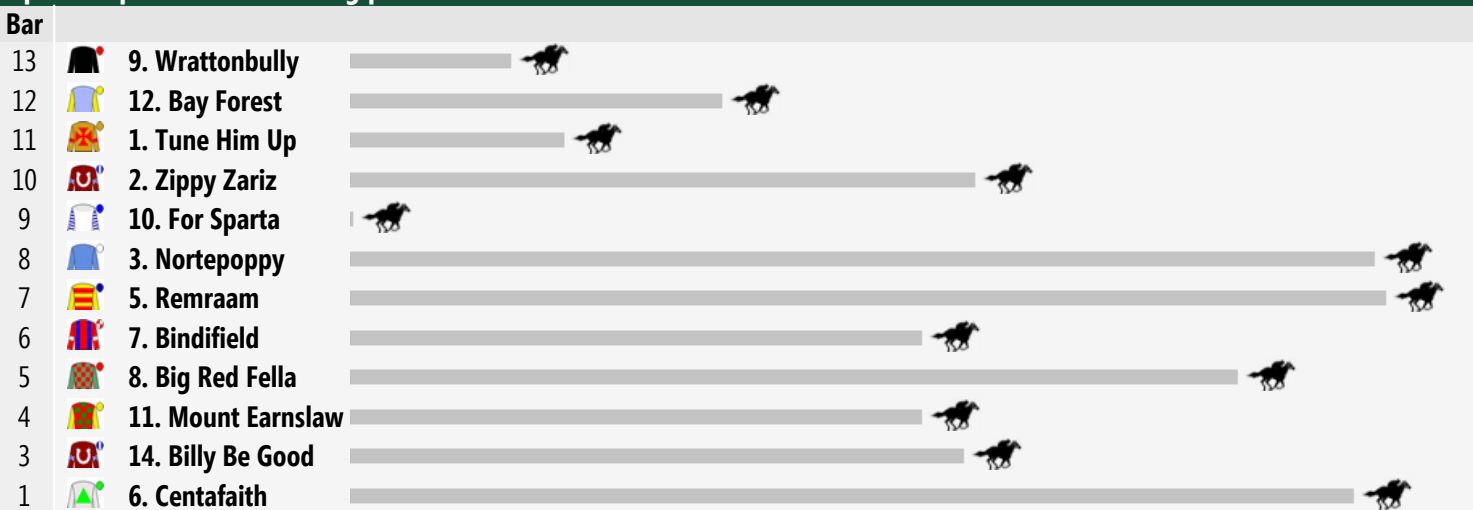 Bar
13 9. Wrattonbully
12 12. Bay Forest
11 1. Tune Him Up
10 2. Zippy Zariz
9 10. For Sparta
8 3. Nortepoppy
7 5. Remraam
6 7. Bindifield
5 8. Big Red Fella
4 11. Mount Earnslaw
3 14. Billy Be Good
1 6. Centafaith